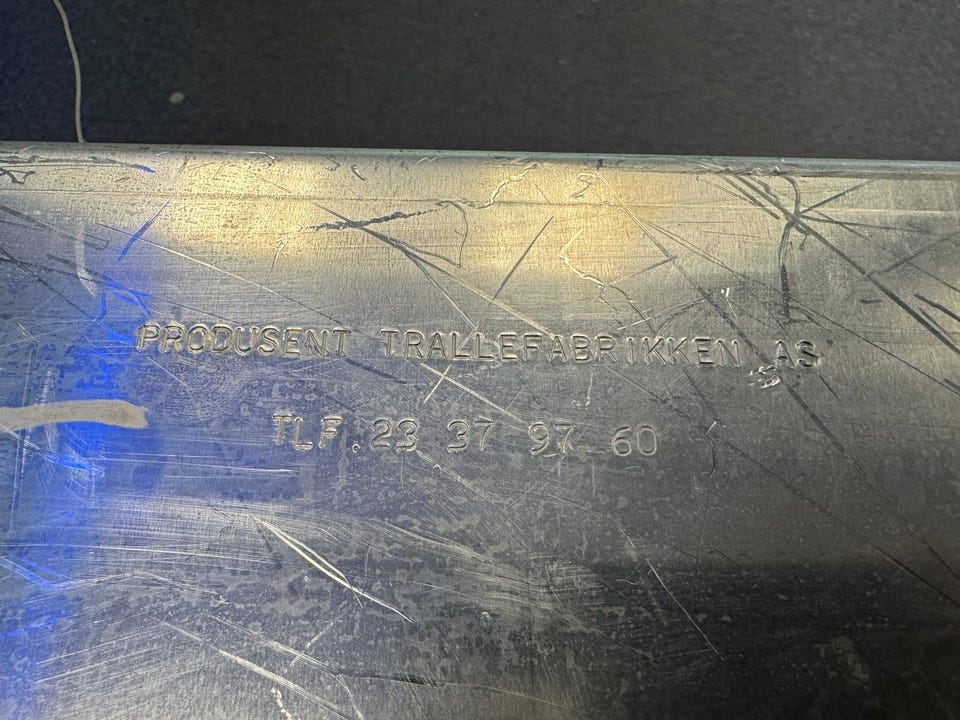 PRODUSENT TRALLEFABRIKKEN AS
TLF.23 37 97 60